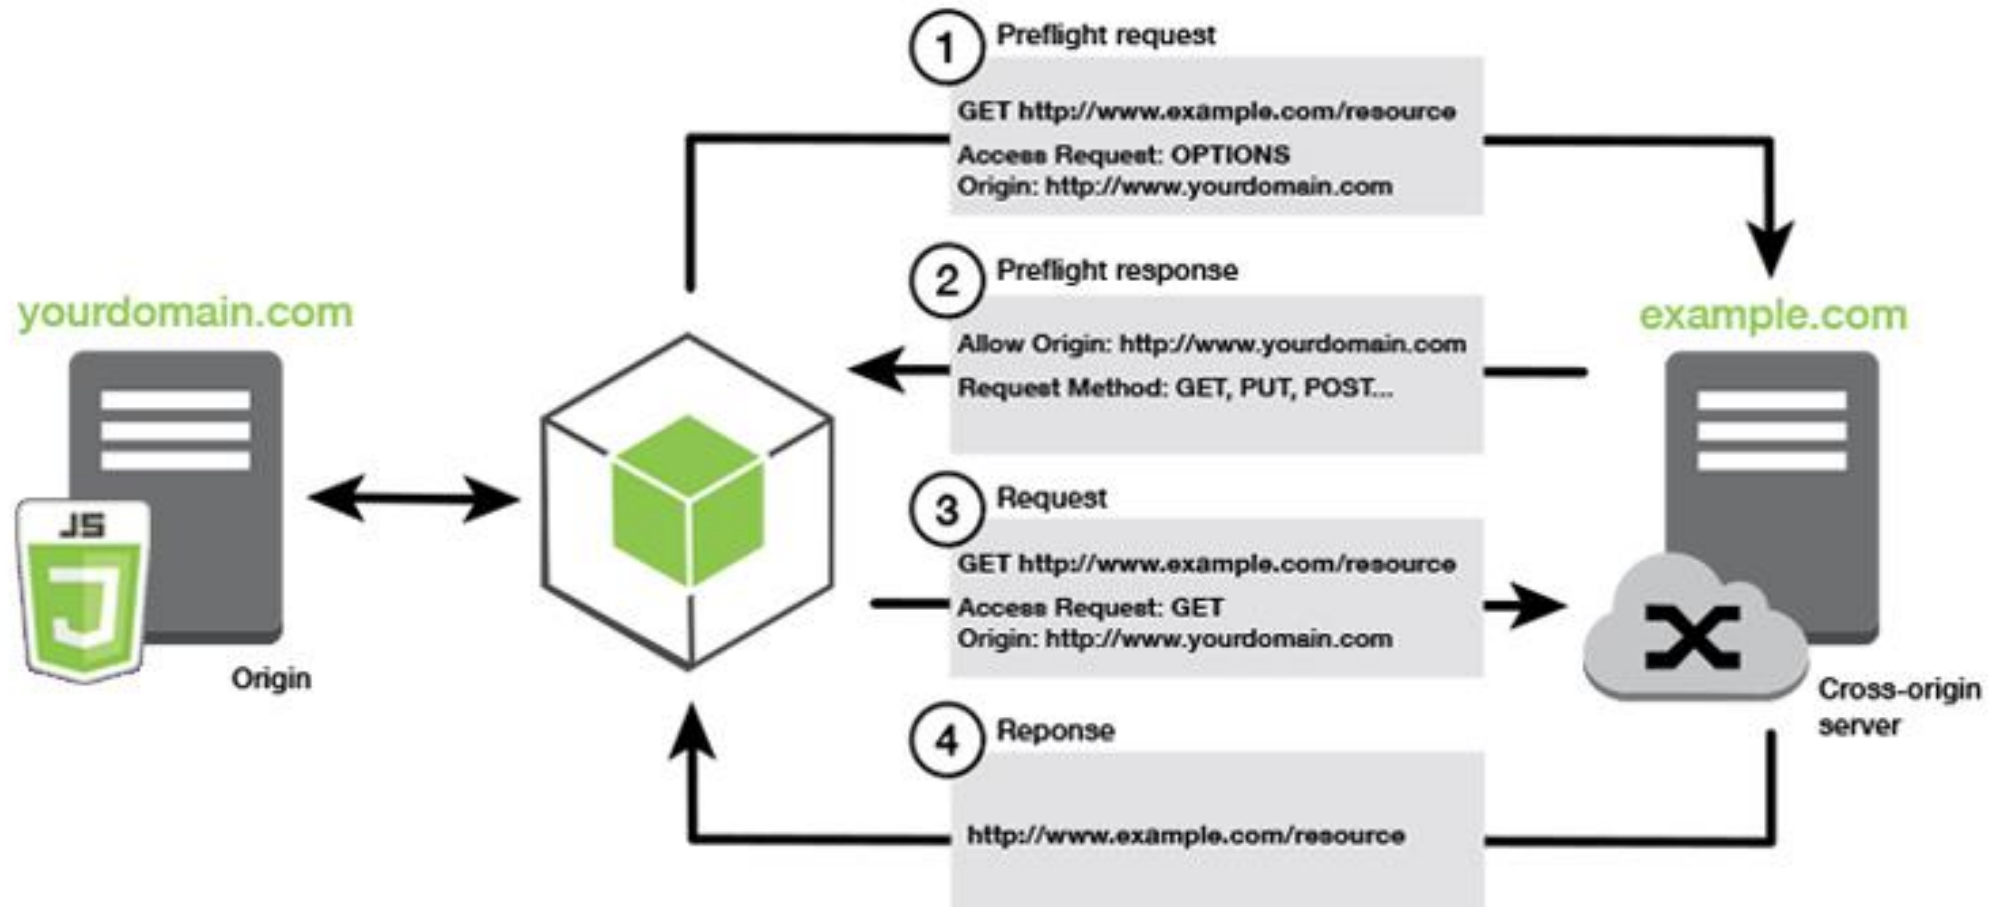 1 Preflight request
GET http://www.example.com/resource
Access Request: OPTIONS
Origin: http://www.yourdomain.com
2 Preflight response
Allow Origin: http://www.yourdomain.com
Request Method: GET, PUT, POST...
yourdomain.com
JS
Origin
example.com
3 Request
GET http://www.example.com/resource
Access Request: GET
Origin: http://www.yourdomain.com
Cross-origin
server
4 Reponse
http://www.example.com/resource